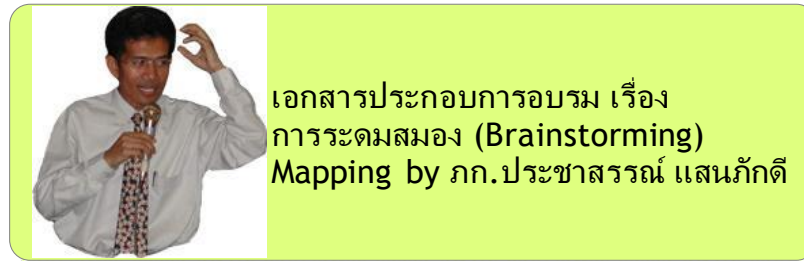 เอกสารประกอบการอบรม เรื่อง
การระดมสมอง (Brainstorming)
Mapping by ภก.ประชาสรรณ์ แสนภักดี